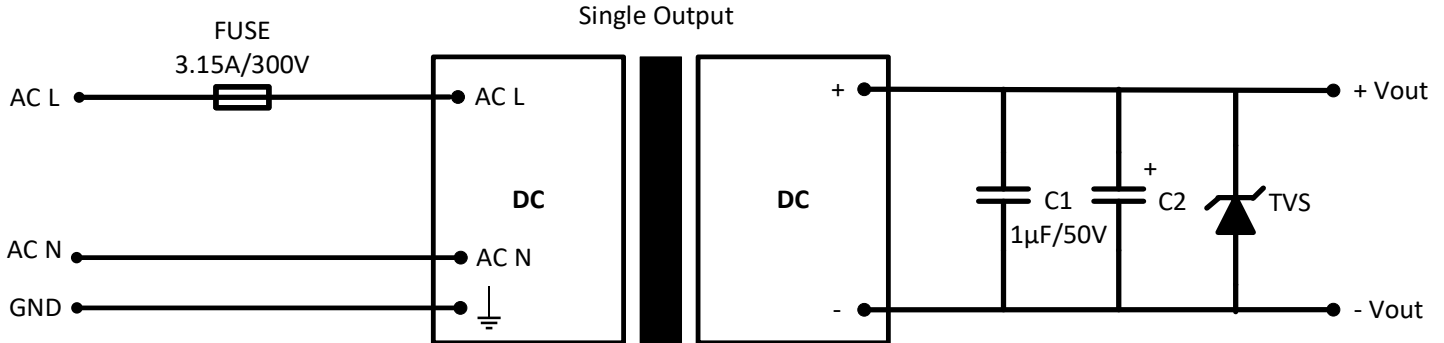 Single Output
FUSE
3.15A/300V
AC L
AC L
+
+ Vout
DC
DC
+
C1
C2
TVS
1µF/50V
AC N
AC N
GND
-
- Vout